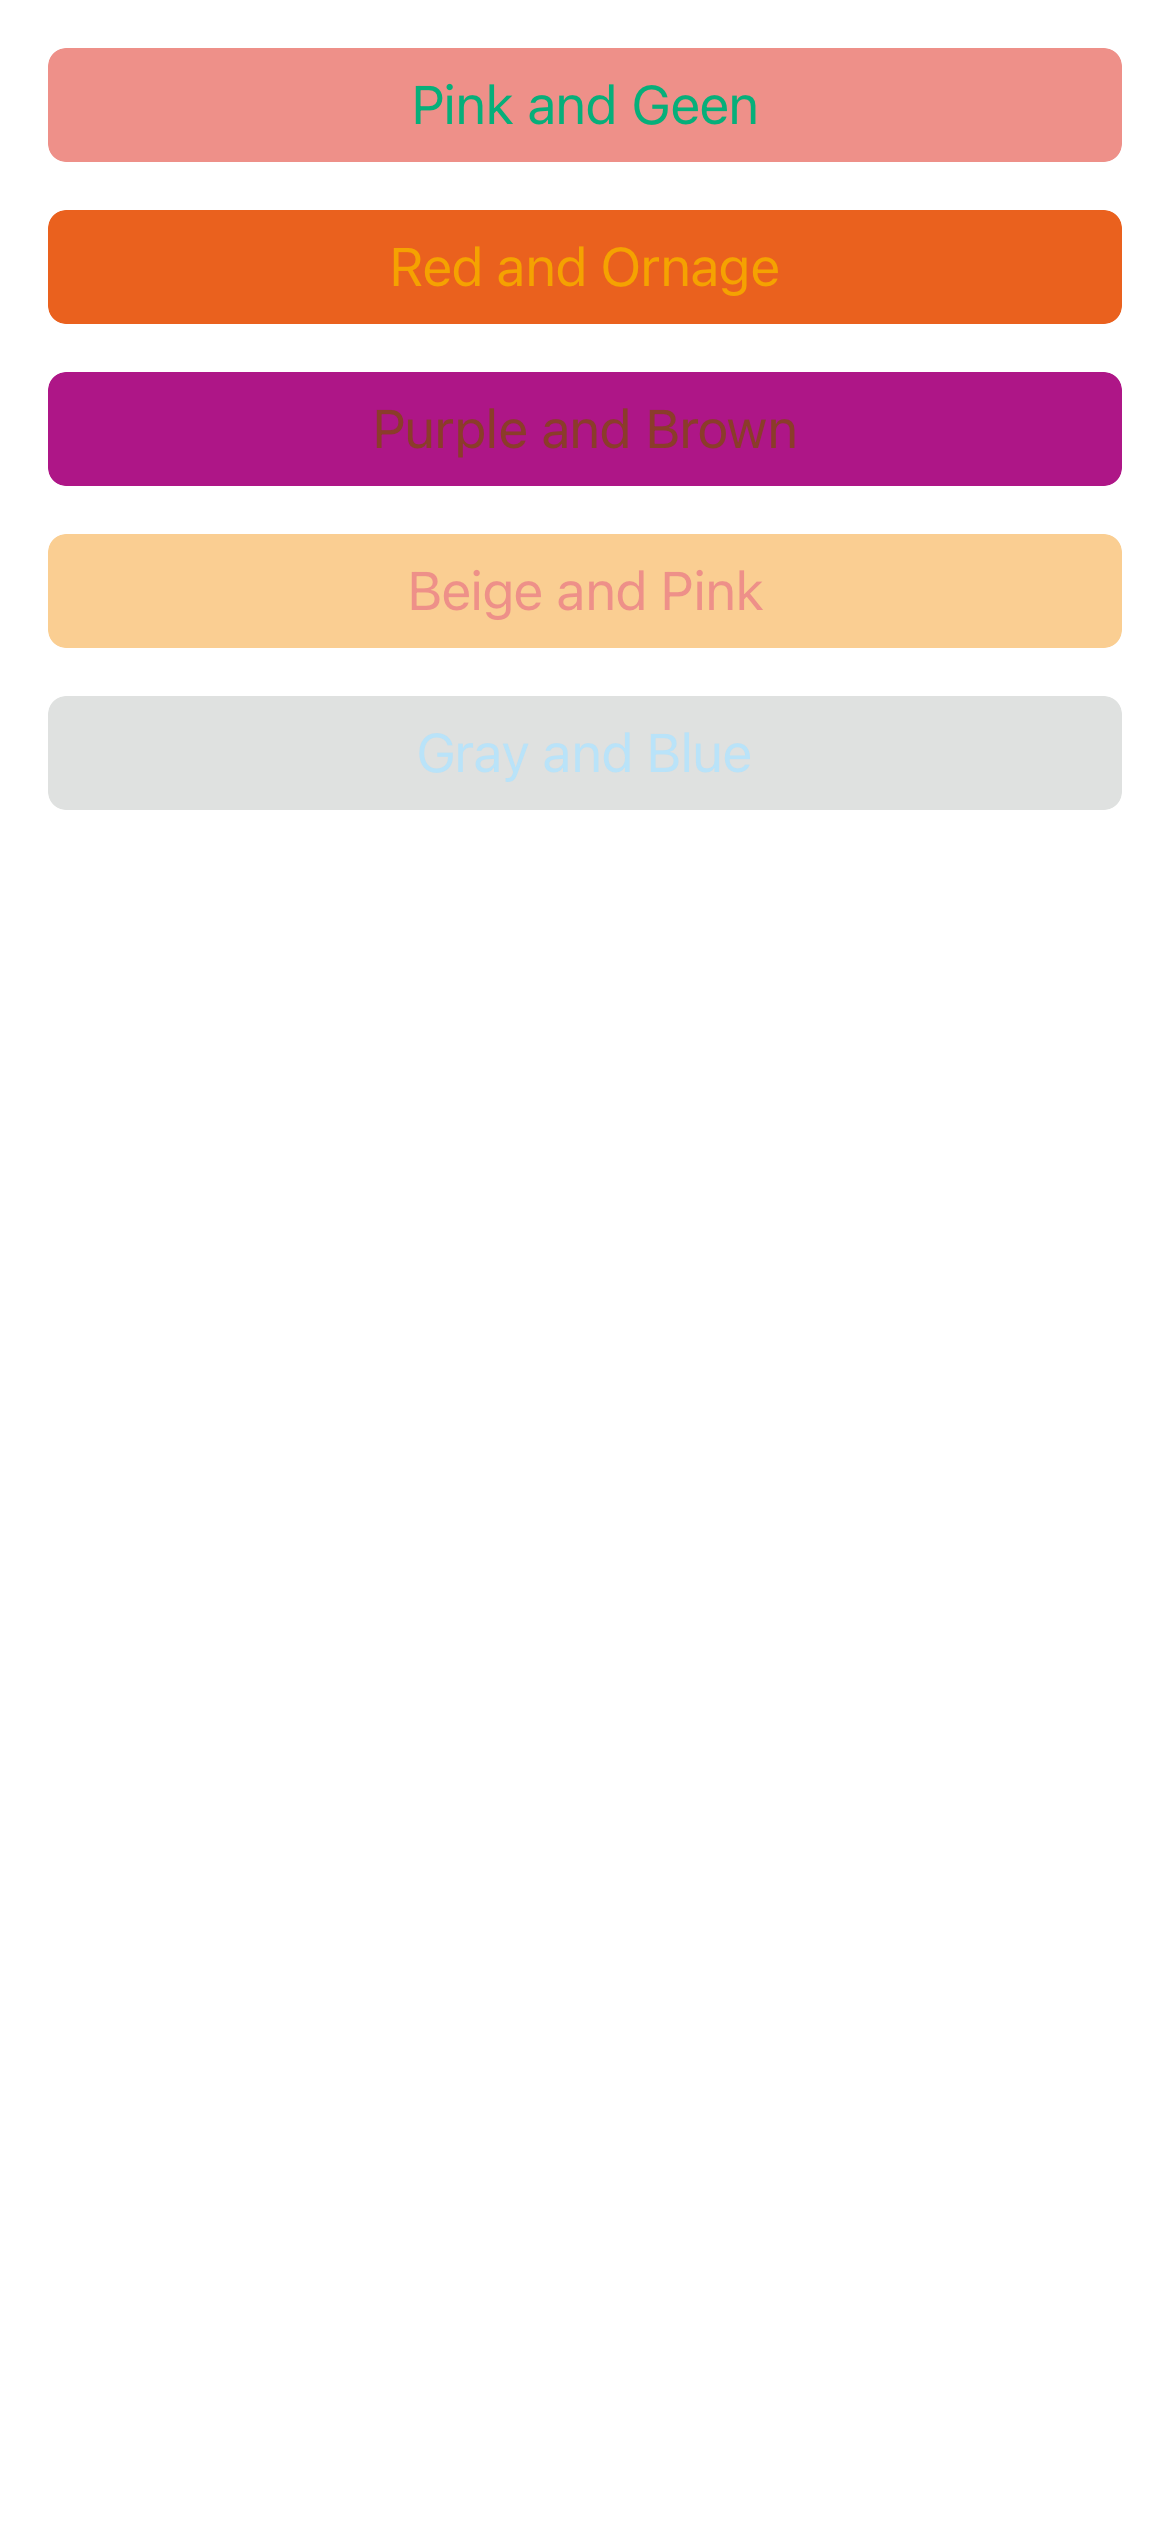 Pink and Geen
Red and Ornage
Purple and Brown
Beige and Pink
Gray and Blue